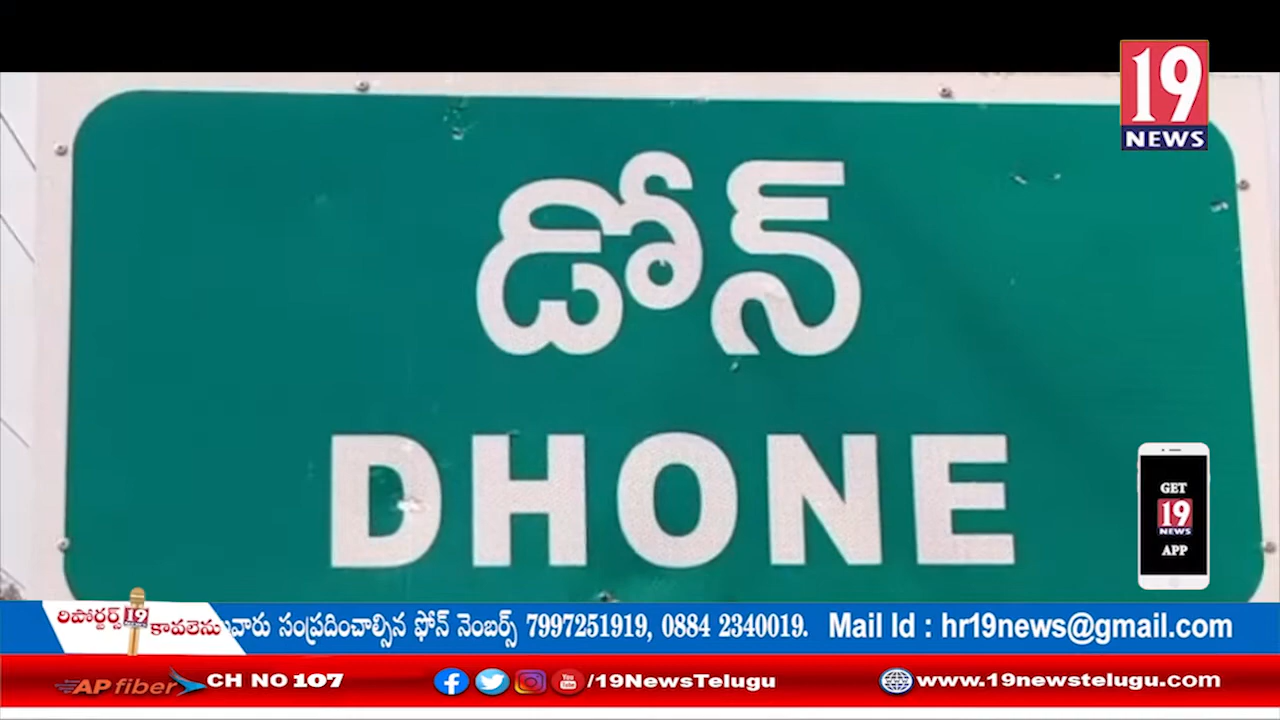 19
NEWS
డోన్
DHONE
GET
19
NEWS
APP
రిపోర్టర్స్ 19 కావలెను
వారు సంప్రదించాల్సిన ఫోన్ నెంబర్స్ 7997251919, 0884 2340019. Mail Id : hr19news@gmail.com
AP fiber CH NO 107 /19NewsTelugu www.19newstelugu.com